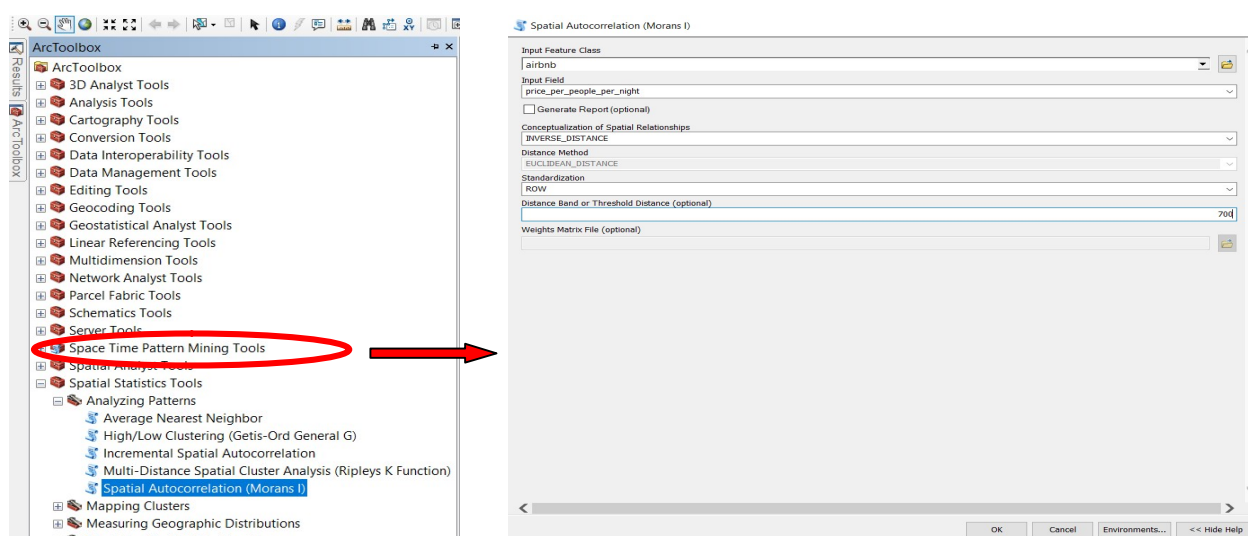 ArcToolbox
Results
ArcToolbox
ArcToolbox
3D Analyst Tools
Analysis Tools
Cartography Tools
Conversion Tools
Data Interoperability Tools
Data Management Tools
Editing Tools
Geocoding Tools
Geostatistical Analyst Tools
Linear Referencing Tools
Multidimension Tools
Network Analyst Tools
Parcel Fabric Tools
Schematics Tools
Server Tools
Space Time Pattern Mining Tools
Spatial Analyst Tools
Spatial Statistics Tools
Analyzing Patterns
Average Nearest Neighbor
High/Low Clustering (Getis-Ord General G)
Incremental Spatial Autocorrelation
Multi-Distance Spatial Cluster Analysis (Ripleys K Function)
Spatial Autocorrelation (Morans I)
Mapping Clusters
Measuring Geographic Distributions
Spatial Autocorrelation (Morans I)
Input Feature Class
airbnb
Input Field
price_per_people_per_night
Generate Report (optional)
Conceptualization of Spatial Relationships
INVERSE_DISTANCE
Distance Method
EUCLIDEAN_DISTANCE
Standardization
ROW
Distance Band or Threshold Distance (optional)
700
Weights Matrix File (optional)
OK Cancel Environments... << Hide Help